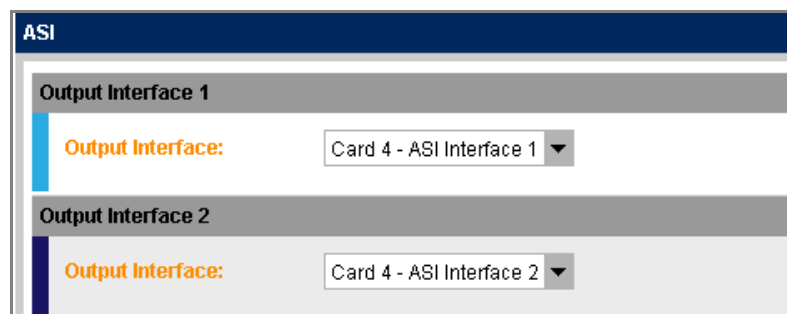 ASI
Output Interface 1
Output Interface: Card 4 - ASI Interface 1
Output Interface 2
Output Interface: Card 4 - ASI Interface 2